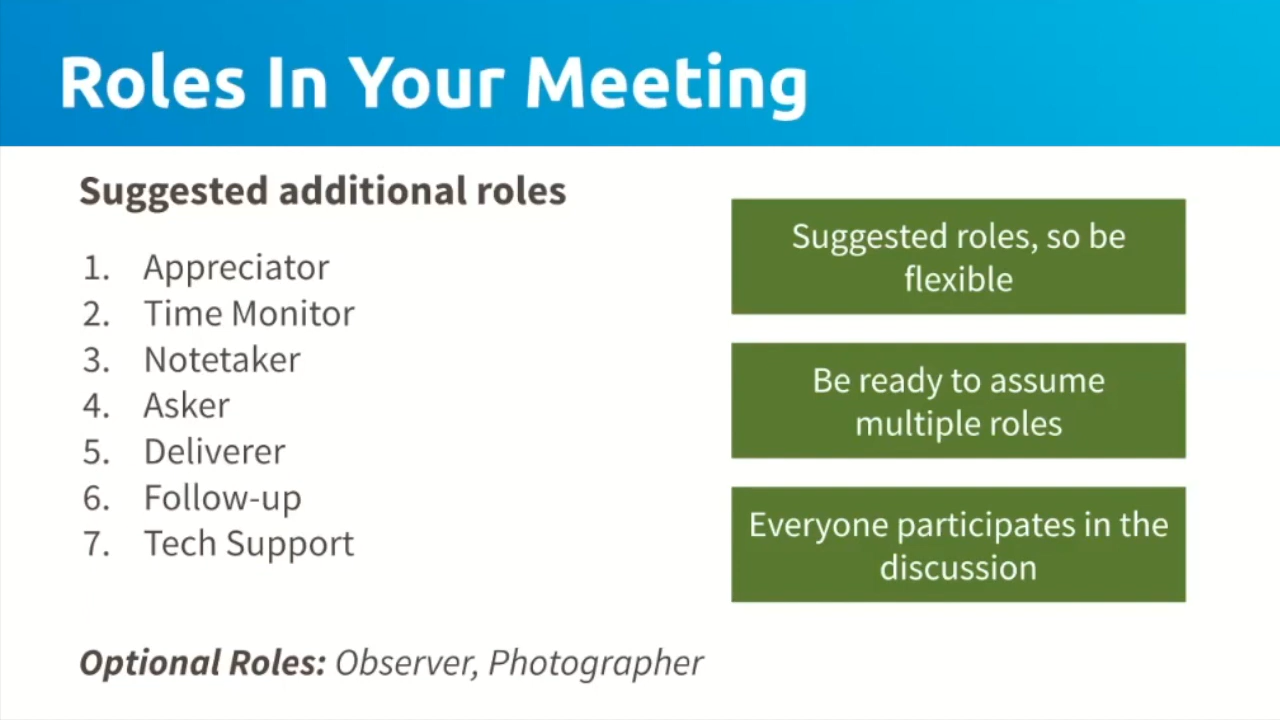 Roles In Your Meeting
Suggested additional roles
1. Appreciator
2. Time Monitor
3. Notetaker
4. Asker
5. Deliverer
6. Follow-up
7. Tech Support
Optional Roles: Observer, Photographer
Suggested roles, so be
flexible
Be ready to assume
multiple roles
Everyone participates in the
discussion